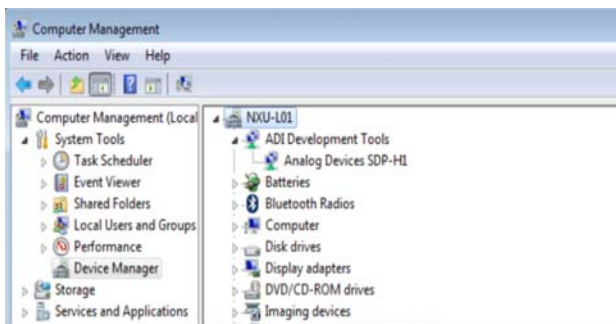 Computer Management
File Action View Help
Computer Management (Local
System Tools
Task Scheduler
Event Viewer
Shared Folders
Local Users and Groups
Performance
Device Manager
Storage
Services and Applications
NXU-L01
ADI Development Tools
Analog Devices SDP-H1
Batteries
Bluetooth Radios
Computer
Disk drives
Display adapters
DVD/CD-ROM drives
Imaging devices